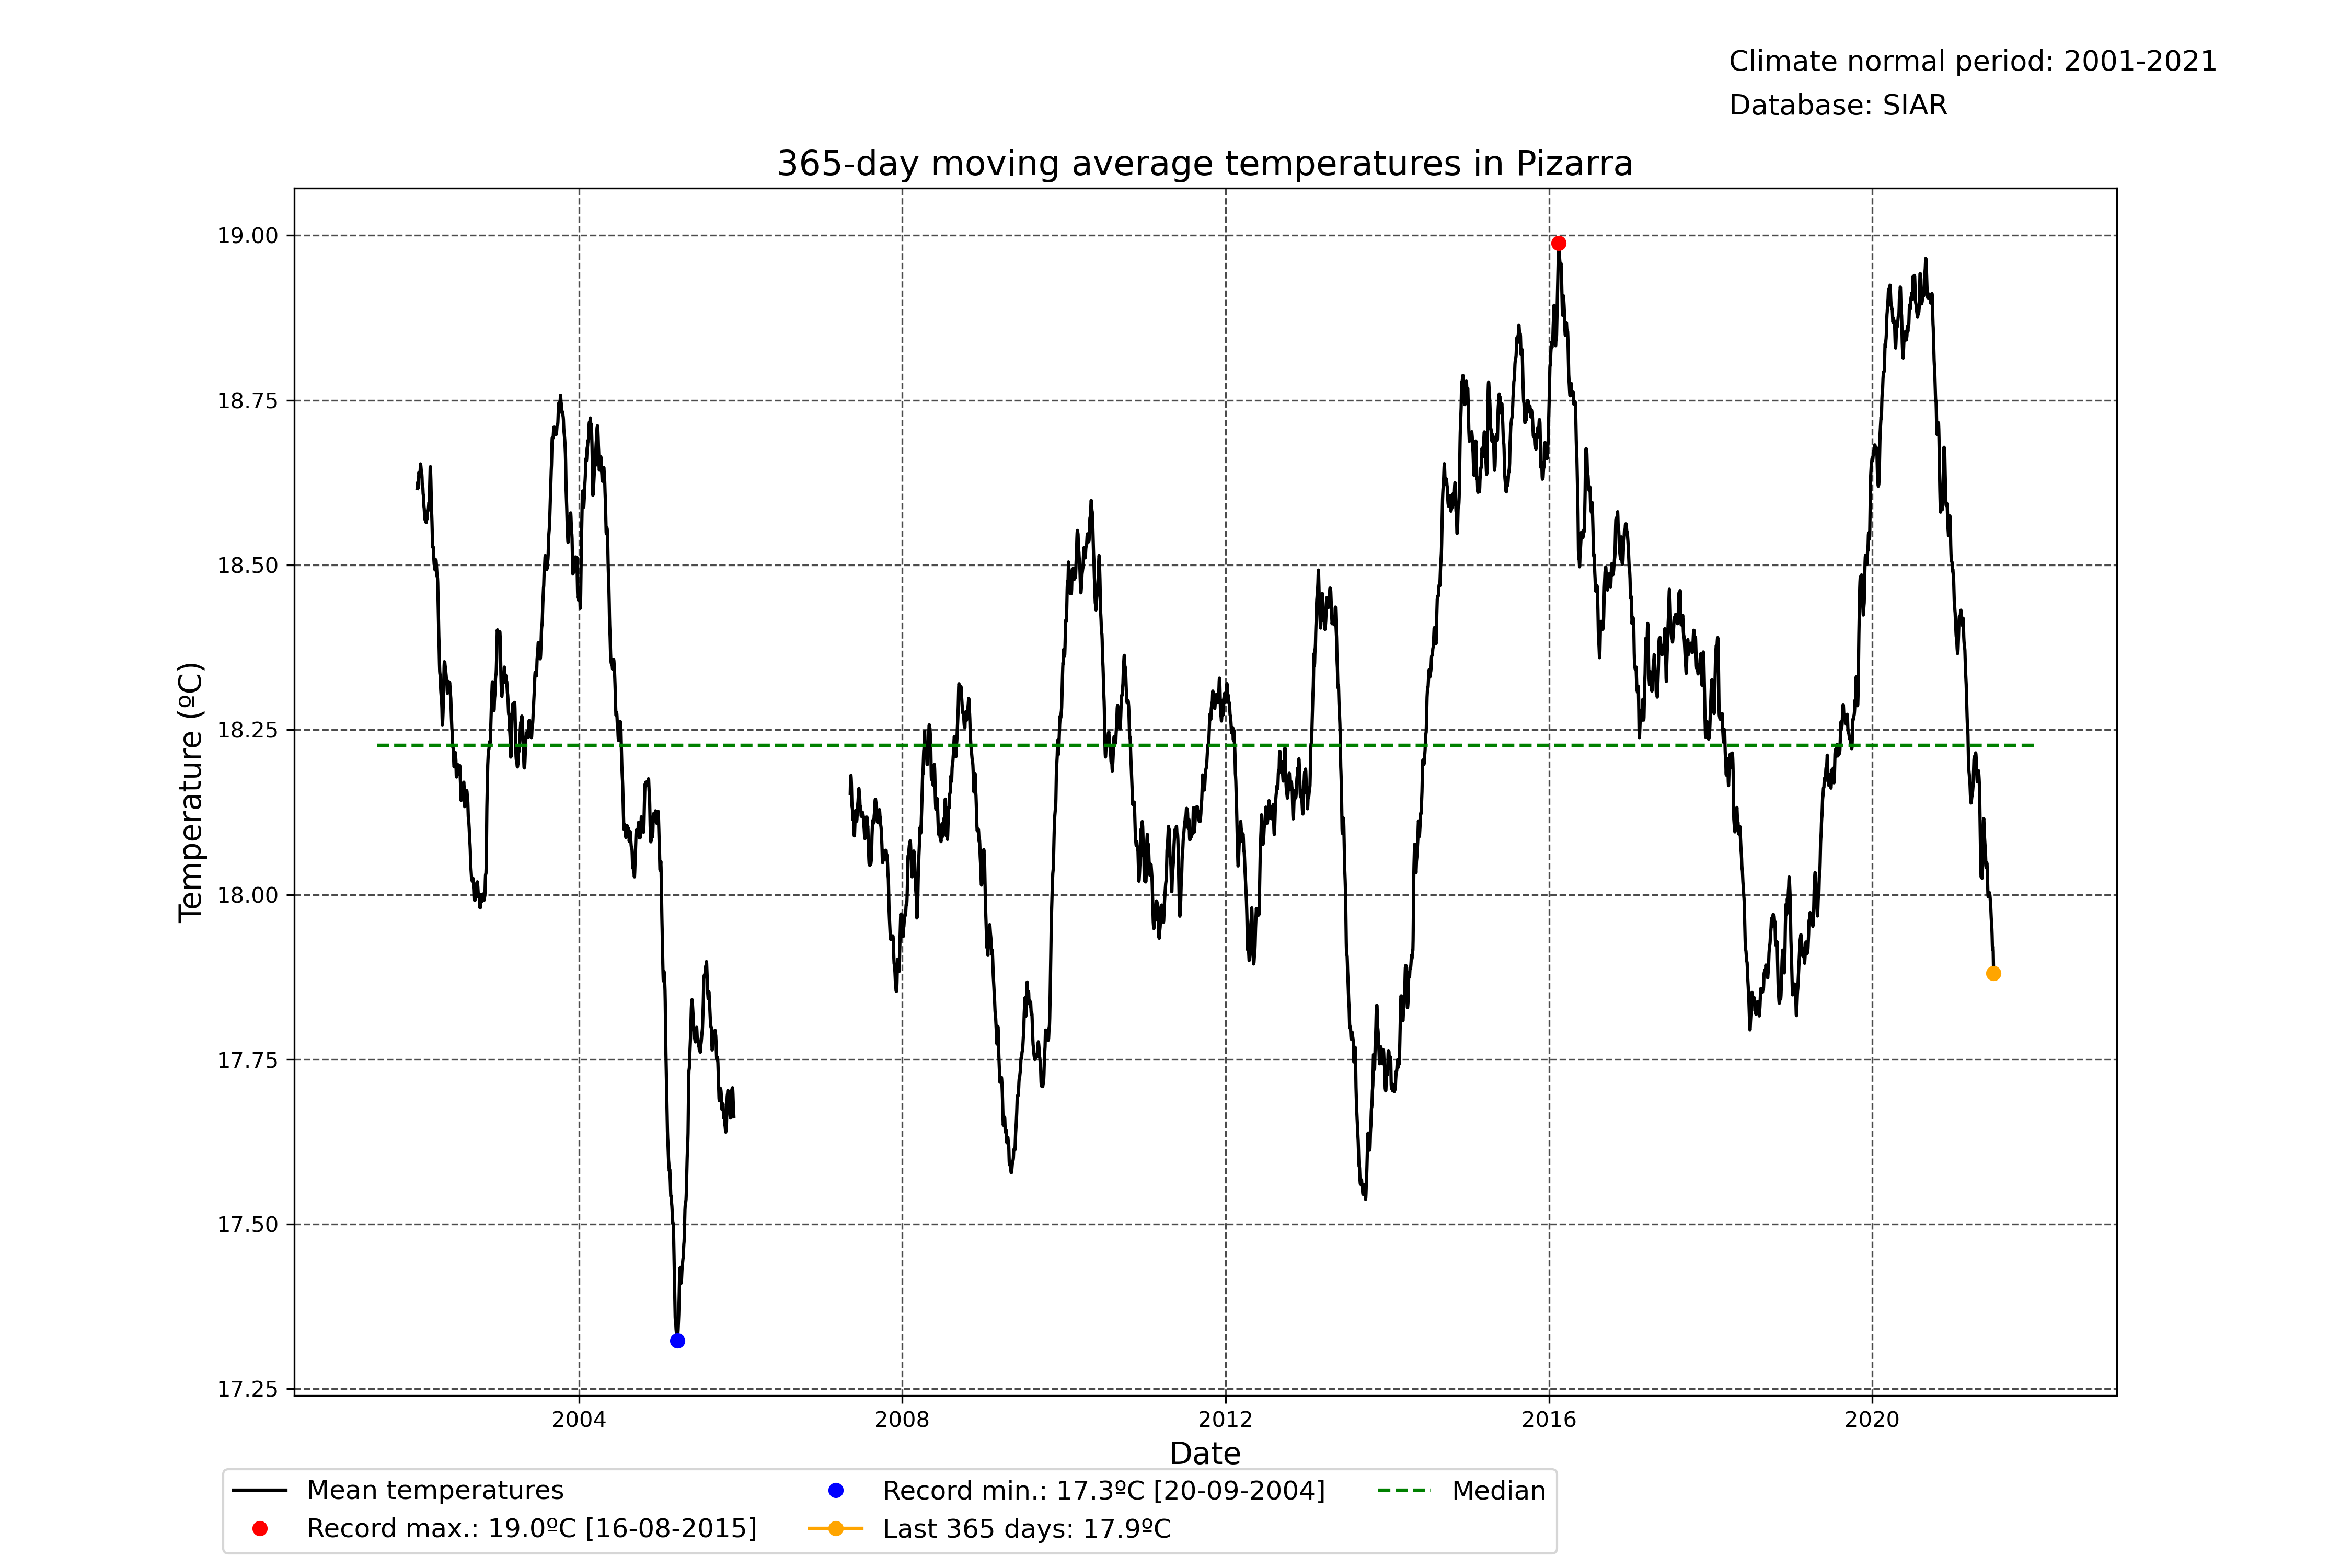 Climate normal period: 2001-2021
Database: SIAR
365-day moving average temperatures in Pizarra
19.00
18.75
18.50
18.25
18.00
17.75
17.50
17.25
Temperature (ºC)
2004 2008 2012 2016 2020
Date
Mean temperatures
Record max.: 19.0ºC [16-08-2015]
Record min.: 17.3ºC [20-09-2004]
Last 365 days: 17.9ºC
Median